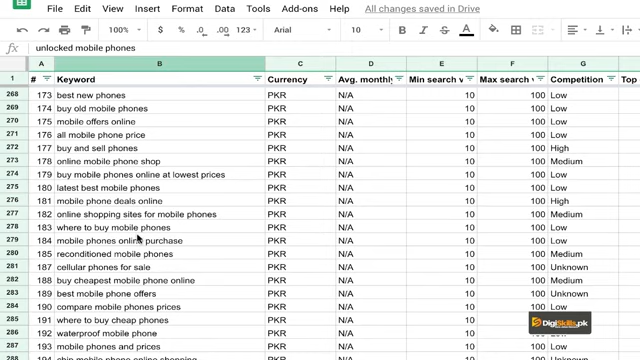 File Edit View Insert Format Data Tools Add-ons Help All changes saved in Drive
100% $ % .0 .00 123 Arial 10 B I S A
fx unlocked mobile phones
A B C D E F G
1 # Keyword Currency Avg. monthly Min search v Max search v Competition Top
268 173 best new phones PKR N/A 10 100 Low
269 174 buy old mobile phones PKR N/A 10 100 Low
270 175 mobile offers online PKR N/A 10 100 Low
271 176 all mobile phone price PKR N/A 10 100 Low
272 177 buy and sell phones PKR N/A 10 100 High
273 178 online mobile phone shop PKR N/A 10 100 Medium
274 179 buy mobile phones online at lowest prices PKR N/A 10 100 Low
275 180 latest best mobile phones PKR N/A 10 100 Low
276 181 mobile phone deals online PKR N/A 10 100 High
277 182 online shopping sites for mobile phones PKR N/A 10 100 Medium
278 183 where to buy mobile phones PKR N/A 10 100 Low
279 184 mobile phones online purchase PKR N/A 10 100 Low
280 185 reconditioned mobile phones PKR N/A 10 100 Medium
281 187 cellular phones for sale PKR N/A 10 100 Unknown
282 188 buy cheapest mobile phone online PKR N/A 10 100 Medium
283 189 best mobile phone offers PKR N/A 10 100 Unknown
284 190 compare mobile phones prices PKR N/A 10 100 Low
285 191 where to buy cheap phones PKR N/A 10 100
286 192 waterproof mobile phone PKR N/A 10 100
287 193 mobile phones and prices PKR N/A 10 100 Medium
288 194 chip mobile phone online shopping PKR N/A 10 100 Unknown
DigiSkills.pk